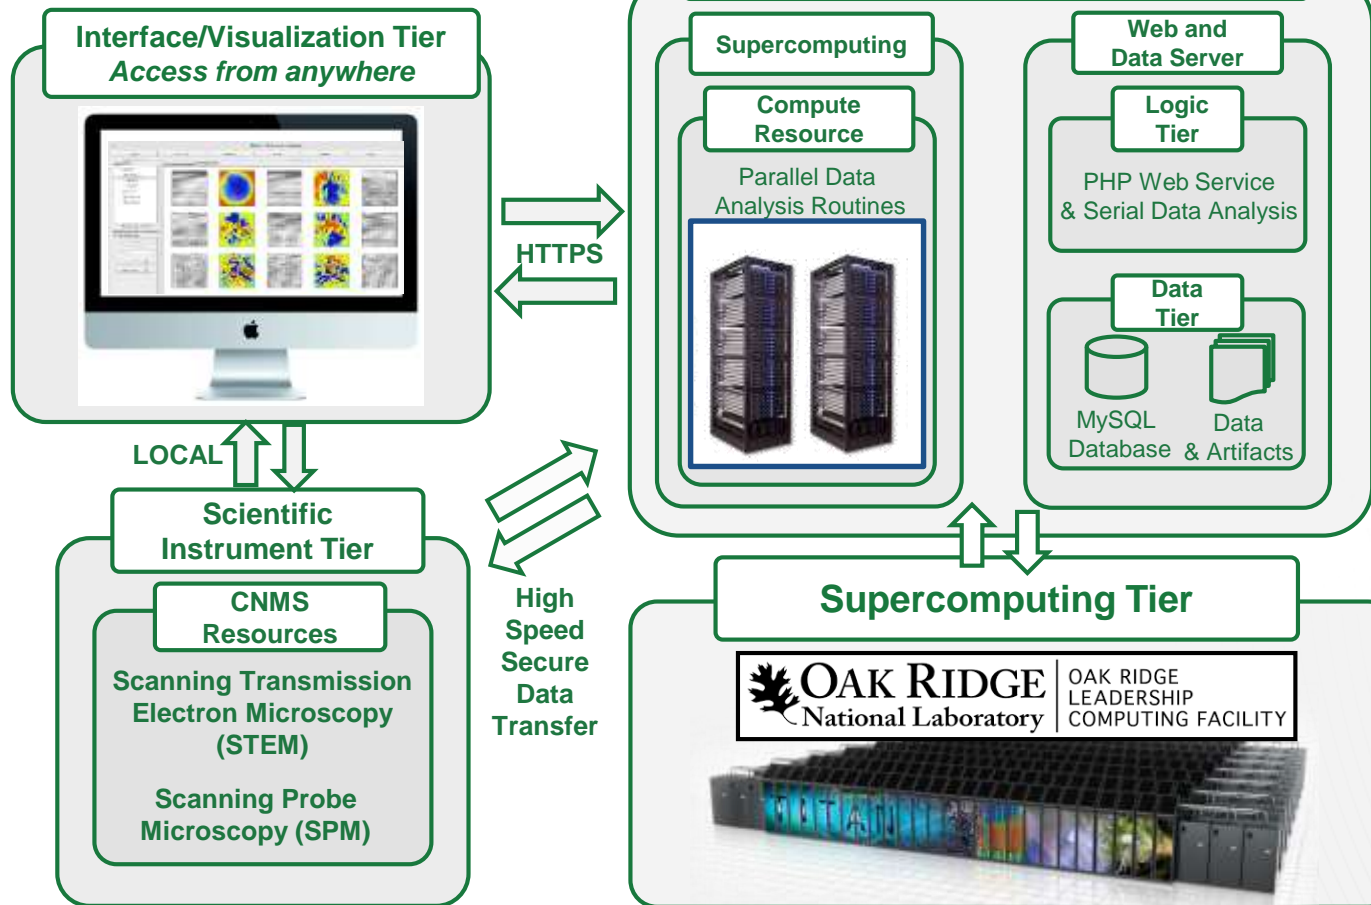 Interface/Visualization Tier
Access from anywhere
HTTPS
LOCAL
Scientific
Instrument Tier
CNMS
Resources
Scanning Transmission
Electron Microscopy
(STEM)
Scanning Probe
Microscopy (SPM)
High
Speed
Secure
Data
Transfer
Supercomputing
Compute
Resource
Parallel Data
Analysis Routines
Web and
Data Server
Logic
Tier
PHP Web Service
& Serial Data Analysis
Data
Tier
MySQL
Database
Data
& Artifacts
Supercomputing Tier
OAK RIDGE
National Laboratory
OAK RIDGE
LEADERSHIP
COMPUTING FACILITY
TITAN